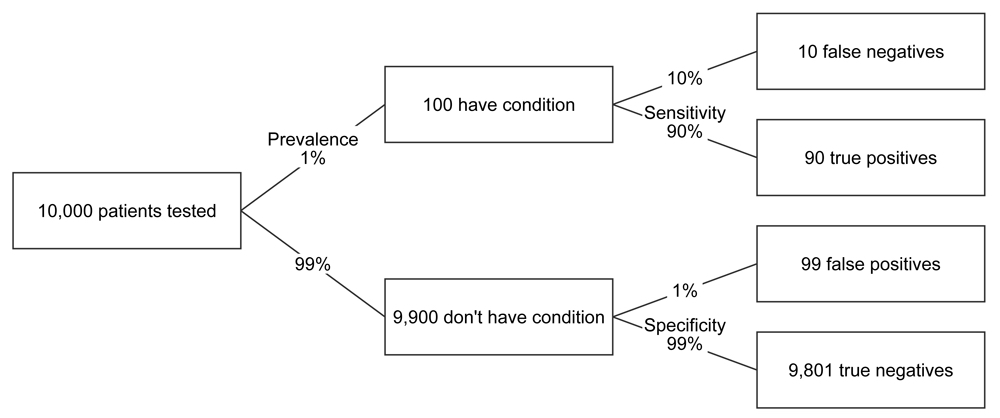 10,000 patients tested
Prevalence
1%
99%
100 have condition
9,900 don't have condition
10%
Sensitivity
90%
1%
Specificity
99%
10 false negatives
90 true positives
99 false positives
9,801 true negatives